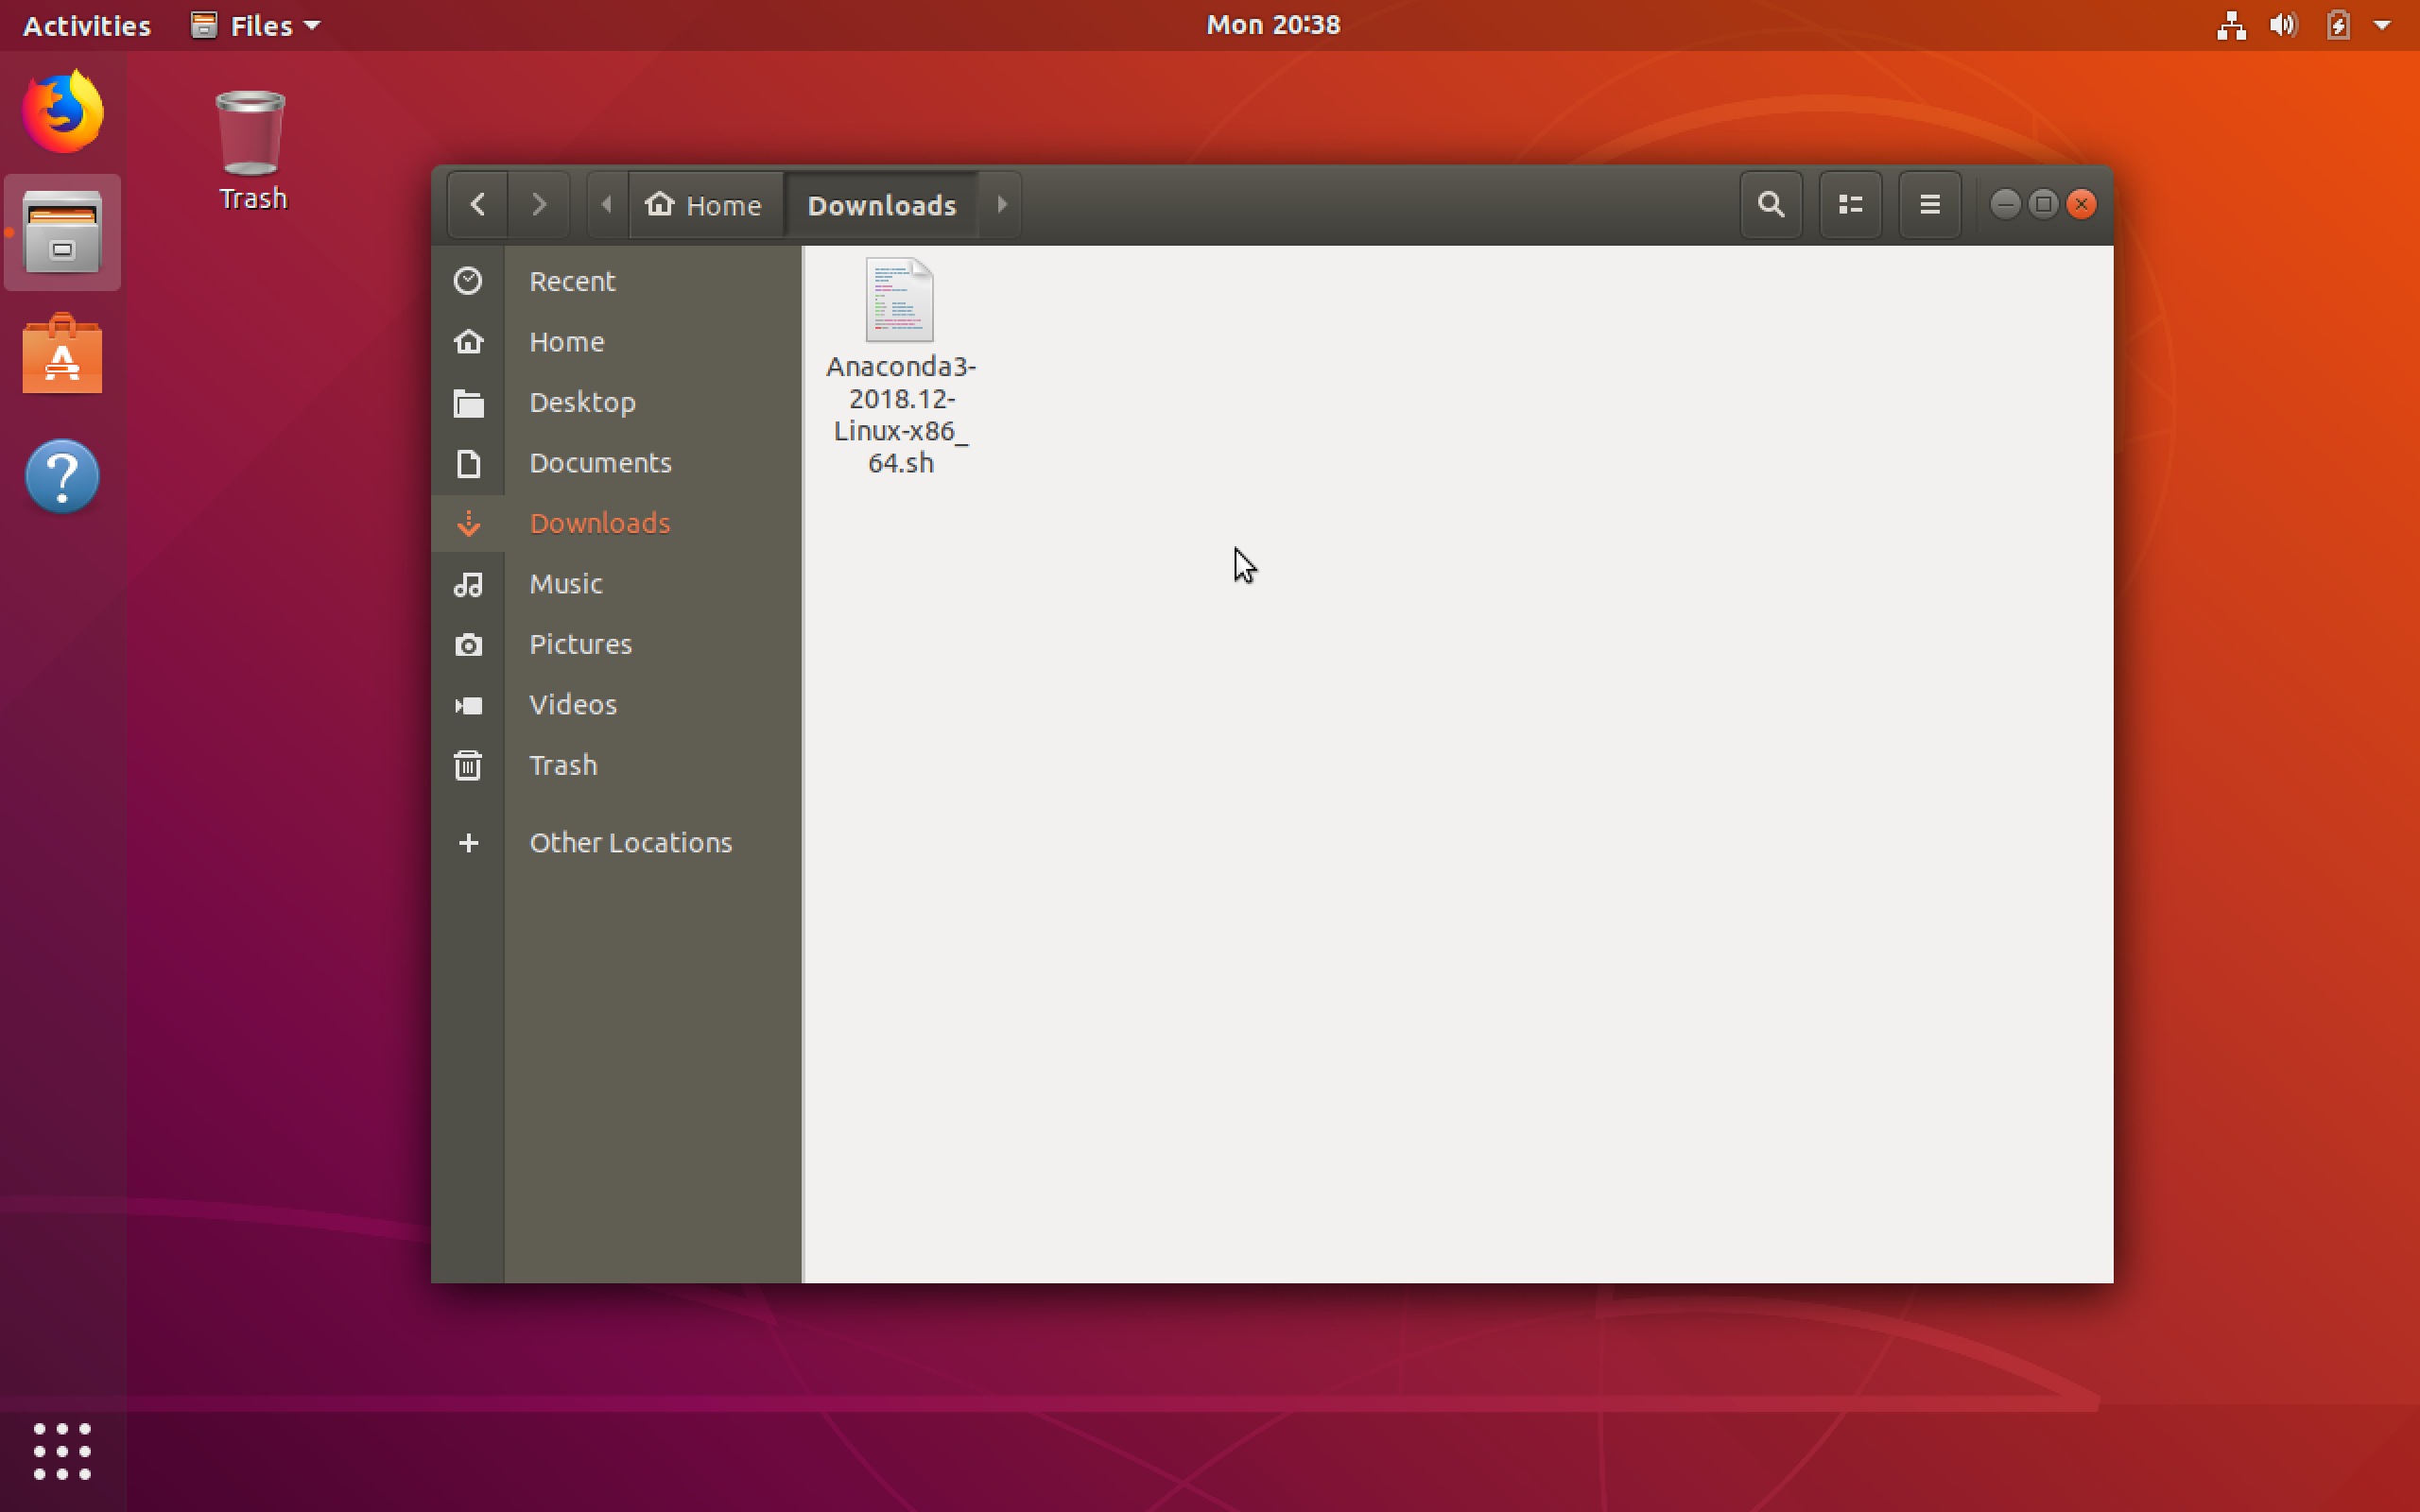 Activities
Files
Mon 20:38
Trash
Home
Downloads
Recent
Home
Desktop
Documents
Downloads
Music
Pictures
Videos
Trash
Other Locations
Anaconda3-
2018.12-
Linux-x86_
64.sh